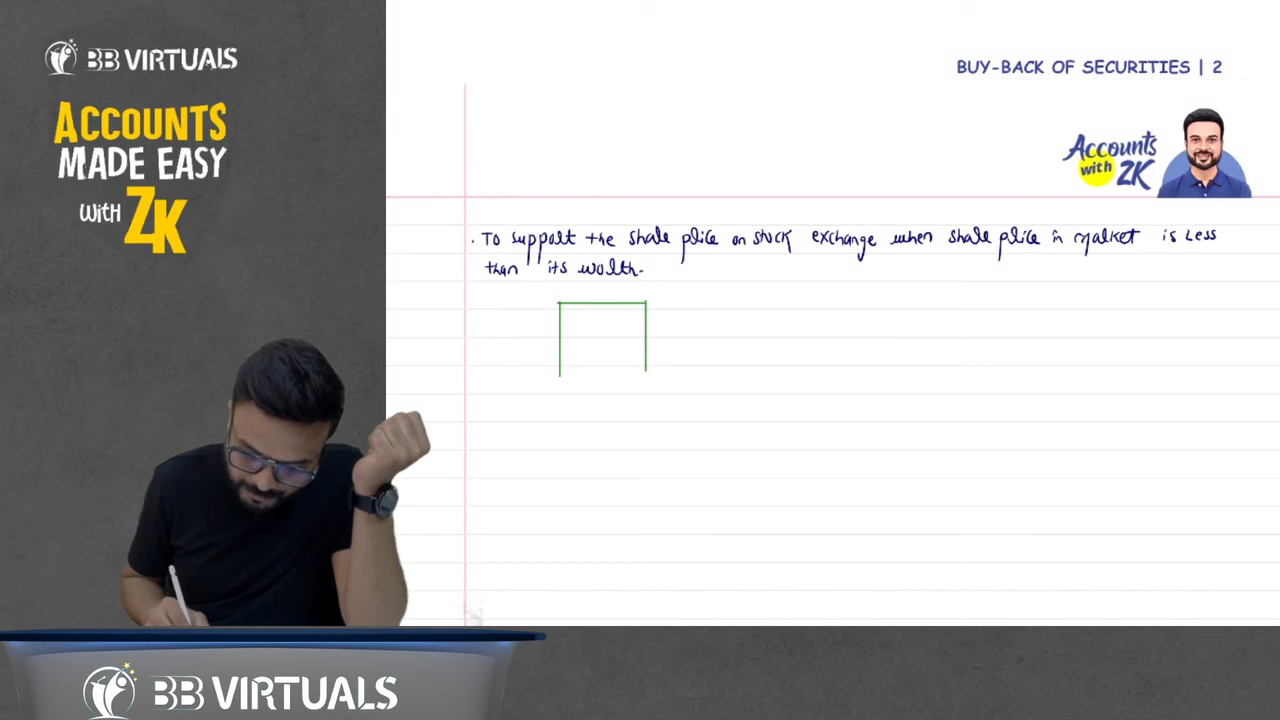 BB VIRTUALS
ACCOUNTS
MADE EASY
with ZK
BUY-BACK OF SECURITIES | 2
Accounts
with ZK
. To support the share price on stock exchange when share price in market is less
than its worth.
BB VIRTUALS